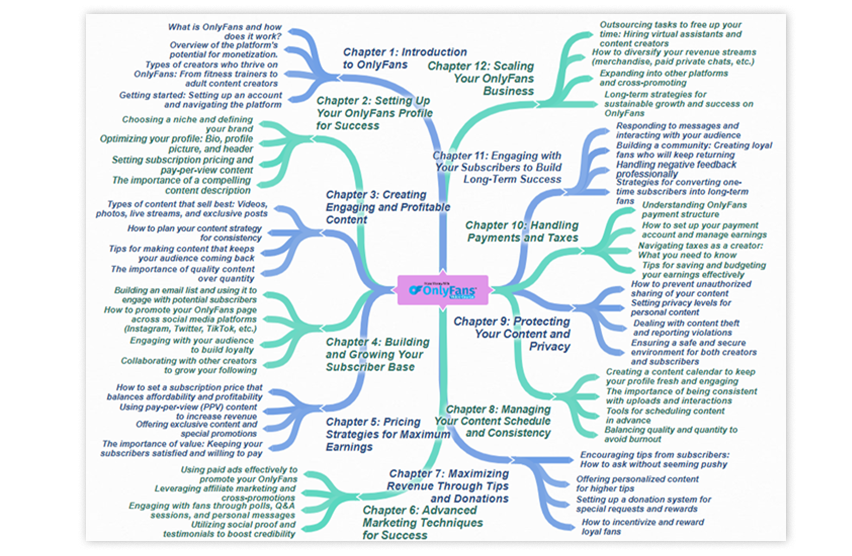 What is OnlyFans and how
does it work?
Overview of the platform's
potential for monetization.
Types of creators who thrive on
OnlyFans: From fitness trainers to
adult content creators
Getting started: Setting up an account
and navigating the platform
Chapter 1: Introduction
to OnlyFans
Chapter 2: Setting Up
Your OnlyFans Profile
for Success
Choosing a niche and defining
your brand
Optimizing your profile: Bio, profile
picture, and header
Setting subscription pricing and
pay-per-view content
The importance of a compelling
content description
Chapter 3: Creating
Engaging and Profitable
Content
Types of content that sell best: Videos,
photos, live streams, and exclusive posts
How to plan your content strategy
for consistency
Tips for making content that keeps
your audience coming back
The importance of quality content
over quantity
Building an email list and using it to
engage with potential subscribers
How to promote your OnlyFans page
across social media platforms
(Instagram, Twitter, TikTok, etc.)
Engaging with your audience
to build loyalty
Collaborating with other creators
to grow your following
Chapter 4: Building
and Growing Your
Subscriber Base
How to set a subscription price that
balances affordability and profitability
Using pay-per-view (PPV) content
to increase revenue
Offering exclusive content and
special promotions
The importance of value: Keeping your
subscribers satisfied and willing to pay
Chapter 5: Pricing
Strategies for Maximum
Earnings
Using paid ads effectively to
promote your OnlyFans
Leveraging affiliate marketing and
cross-promotions
Engaging with fans through polls, Q&A
sessions, and personal messages
Utilizing social proof and
testimonials to boost credibility
Chapter 6: Advanced
Marketing Techniques
for Success
OnlyFans
Chapter 12: Scaling
Your OnlyFans
Business
Outsourcing tasks to free up your
time: Hiring virtual assistants and
content creators
How to diversify your revenue streams
(merchandise, paid private chats, etc.)
Expanding into other platforms
and cross-promoting
Long-term strategies for
sustainable growth and success on
OnlyFans
Chapter 11: Engaging with
Your Subscribers to Build
Long-Term Success
Responding to messages and
interacting with your audience
Building a community: Creating loyal
fans who will keep returning
Handling negative feedback
professionally
Strategies for converting one-
time subscribers into long-term
fans
Chapter 10: Handling
Payments and Taxes
Understanding OnlyFans
payment structure
How to set up your payment
account and manage earnings
Navigating taxes as a creator:
What you need to know
Tips for saving and budgeting
your earnings effectively
Chapter 9: Protecting
Your Content and
Privacy
How to prevent unauthorized
sharing of your content
Setting privacy levels for
personal content
Dealing with content theft
and reporting violations
Ensuring a safe and secure
environment for both creators
and subscribers
Chapter 8: Managing
Your Content Schedule
and Consistency
Creating a content calendar to keep
your profile fresh and engaging
The importance of being consistent
with uploads and interactions
Tools for scheduling content
in advance
Balancing quality and quantity to
avoid burnout
Chapter 7: Maximizing
Revenue Through Tips
and Donations
Encouraging tips from subscribers:
How to ask without seeming pushy
Offering personalized content
for higher tips
Setting up a donation system for
special requests and rewards
How to incentivize and reward
loyal fans